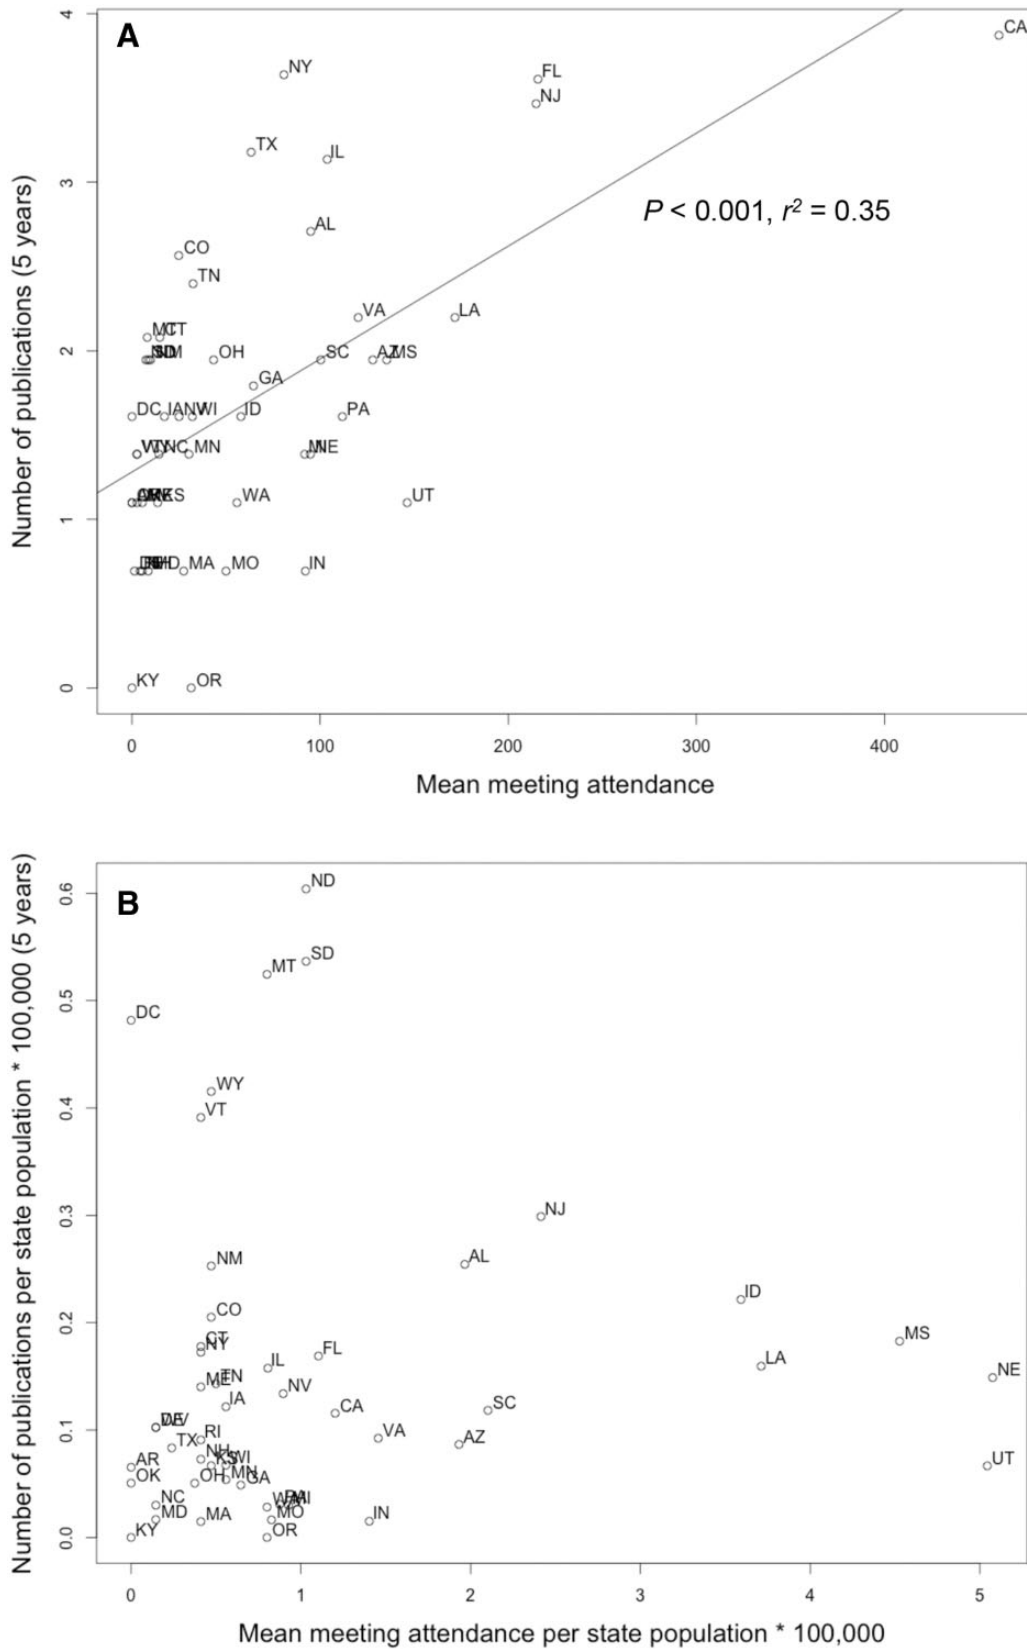 A
4
CA
NY
FL
NJ
TX
IL
3
P < 0.001, r² = 0.35
AL
CO
TN
VA
LA
MT
CT
2
OH
SC
AZ
MS
GA
DC
IA
NV
WI
ID
PA
NC
MN
NE
KS
WA
UT
1
MD
MA
MO
IN
KY
OR
0
0 100 200 300 400
Number of publications (5 years)
Mean meeting attendance
B
ND
0.6
SD
MT
0.5
DC
WY
0.4
VT
NJ
0.3
AL
NM
ID
CO
0.2
MS
CT
NY
FL
IL
LA
NE
TN
ME
NV
IA
CA
SC
0.1
RI
VA
TX
AZ
NH
KS
WI
AR
UT
MN
OK
OH
GA
NC
MD
MA
MO
IN
KY
OR
0.0
0 1 2 3 4 5
Number of publications per state population * 100,000 (5 years)
Mean meeting attendance per state population * 100,000